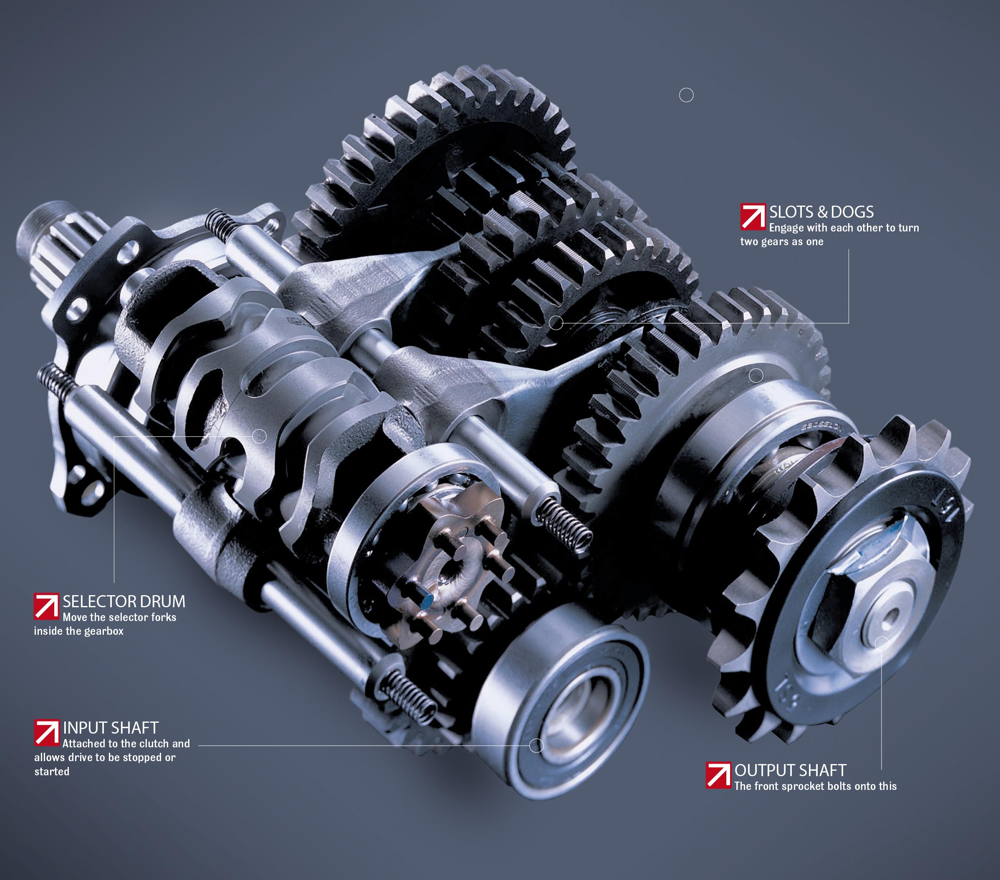 SLOTS & DOGS
Engage with each other to turn
two gears as one
SELECTOR DRUM
Move the selector forks
inside the gearbox
INPUT SHAFT
Attached to the clutch and
allows drive to be stopped or
started
OUTPUT SHAFT
The front sprocket bolts onto this